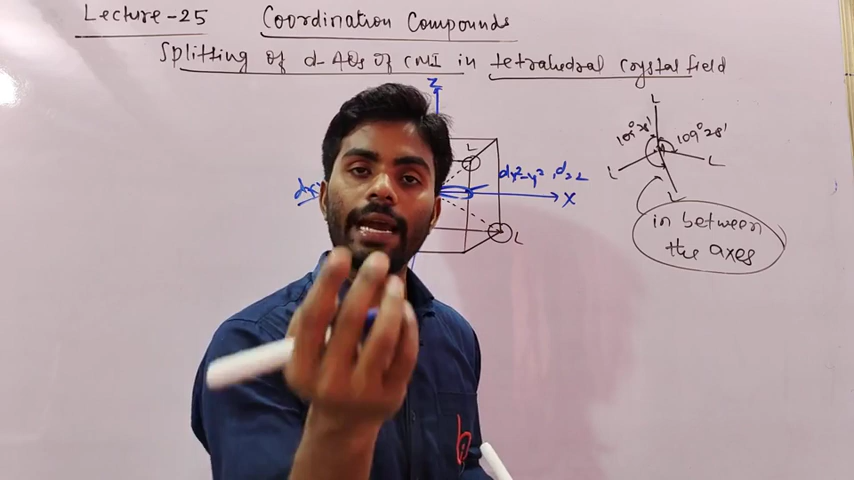 Lecture-25 Coordination Compounds
Splitting of d-AOs of CMI in tetrahedral crystal field
Z
L
109°28'
109°28'
L
L
L
L
dx²-y², dz²
X
L
in between
the axes